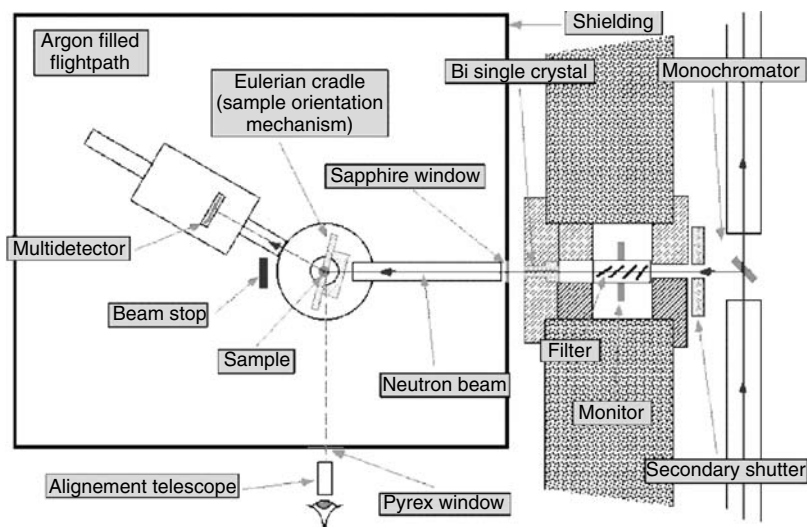 Shielding
Argon filled
flightpath
Eulerian cradle
(sample orientation
mechanism)
Bi single crystal
Monochromator
Sapphire window
Multidetector
Beam stop
Sample
Neutron beam
Filter
Monitor
Secondary shutter
Alignement telescope
Pyrex window